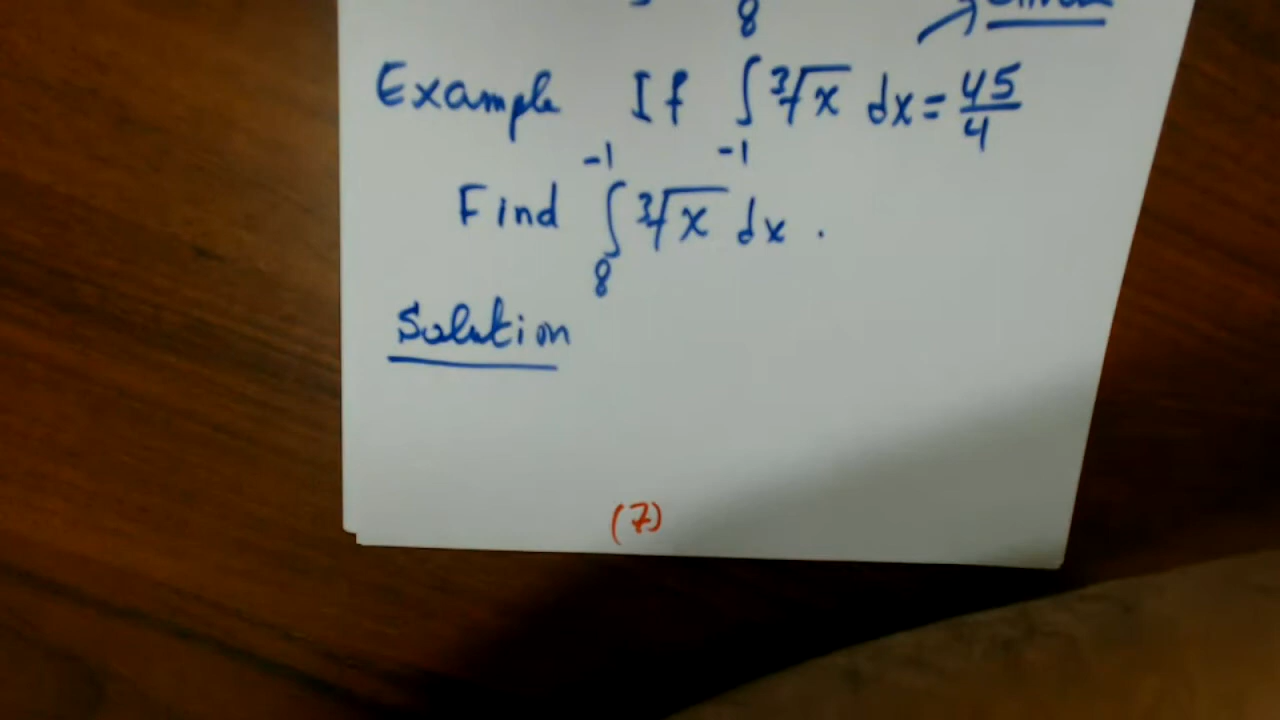 8
Example If ∫ ∛x dx = 45/4
-1 -1
Find ∫ ∛x dx .
8
Solution
(7)